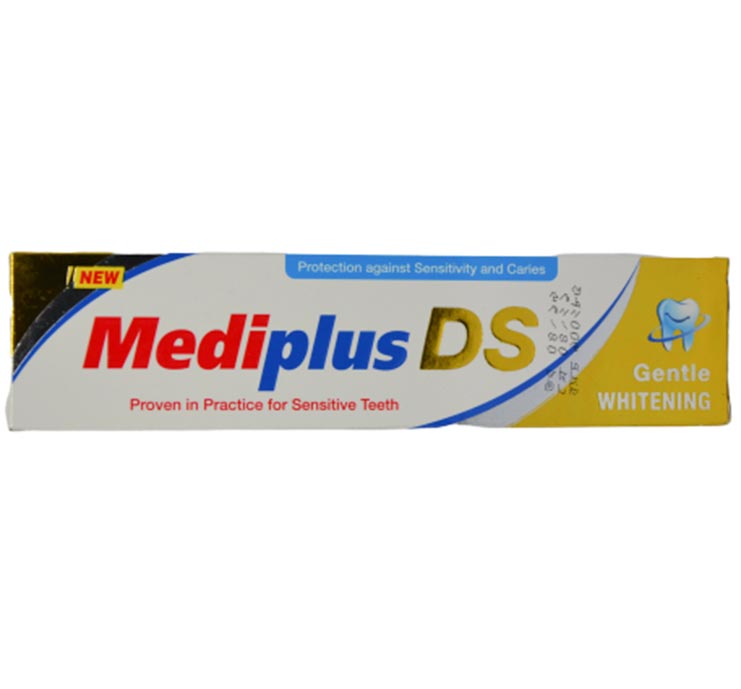 NEW
Protection against Sensitivity and Caries
Mediplus DS
Proven in Practice for Sensitive Teeth
Gentle
WHITENING